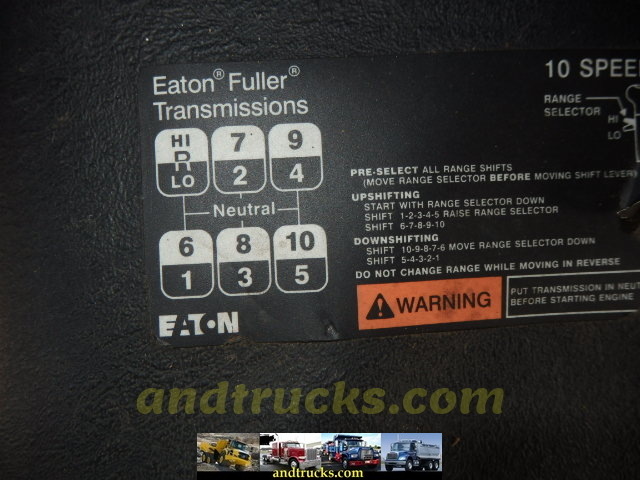 Eaton® Fuller®
Transmissions
10 SPEE
RANGE
SELECTOR
HI
LO
HI
R
LO
7
2
9
4
Neutral
6
1
8
3
10
5
PRE-SELECT ALL RANGE SHIFTS
(MOVE RANGE SELECTOR BEFORE MOVING SHIFT LEVER)
UPSHIFTING
START WITH RANGE SELECTOR DOWN
SHIFT 1-2-3-4-5 RAISE RANGE SELECTOR
SHIFT 6-7-8-9-10
DOWNSHIFTING
SHIFT 10-9-8-7-6 MOVE RANGE SELECTOR DOWN
SHIFT 5-4-3-2-1
DO NOT CHANGE RANGE WHILE MOVING IN REVERSE
WARNING
PUT TRANSMISSION IN NEUT
BEFORE STARTING ENGINE
EATON
andtrucks.com
andtrucks.com